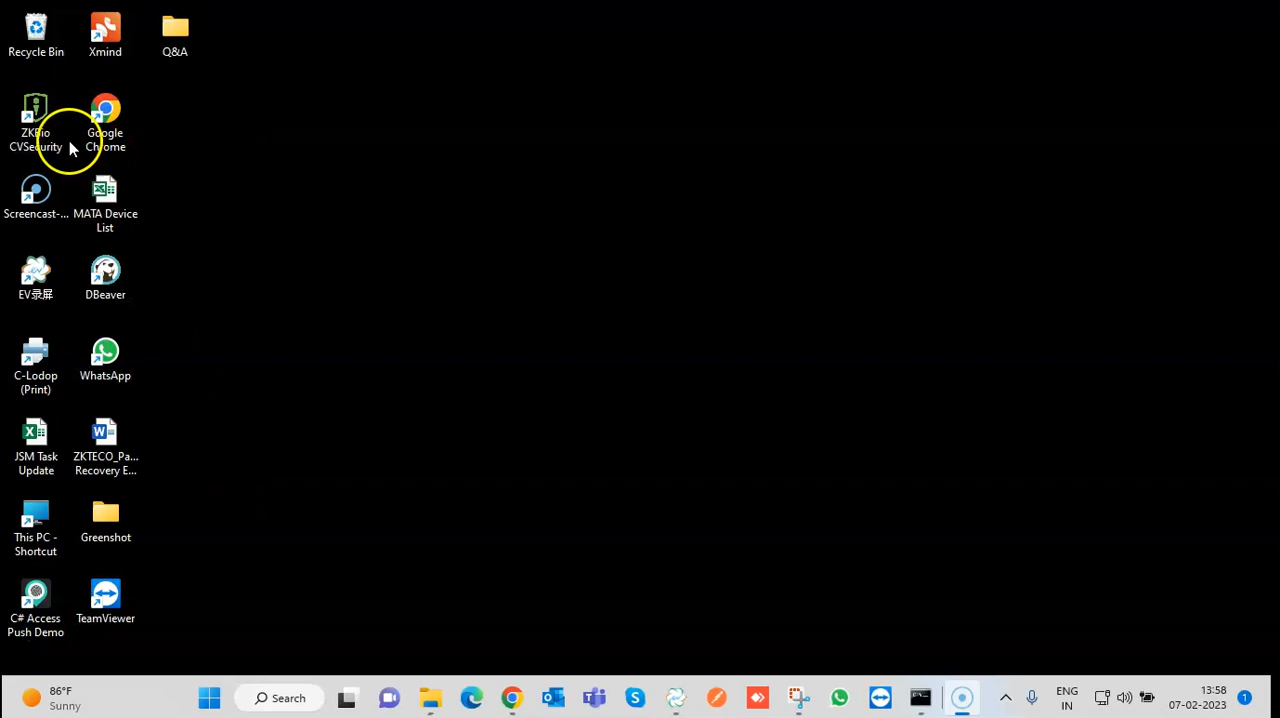 Recycle Bin
Xmind
Q&A
ZKBio
CVSecurity
Google
Chrome
Screencast-...
MATA Device
List
EV录屏
DBeaver
C-Lodop
(Print)
WhatsApp
JSM Task
Update
ZKTECO_Pa...
Recovery E...
This PC -
Shortcut
Greenshot
C# Access
Push Demo
TeamViewer
86°F
Sunny
Search
ENG
IN
13:58
07-02-2023
1